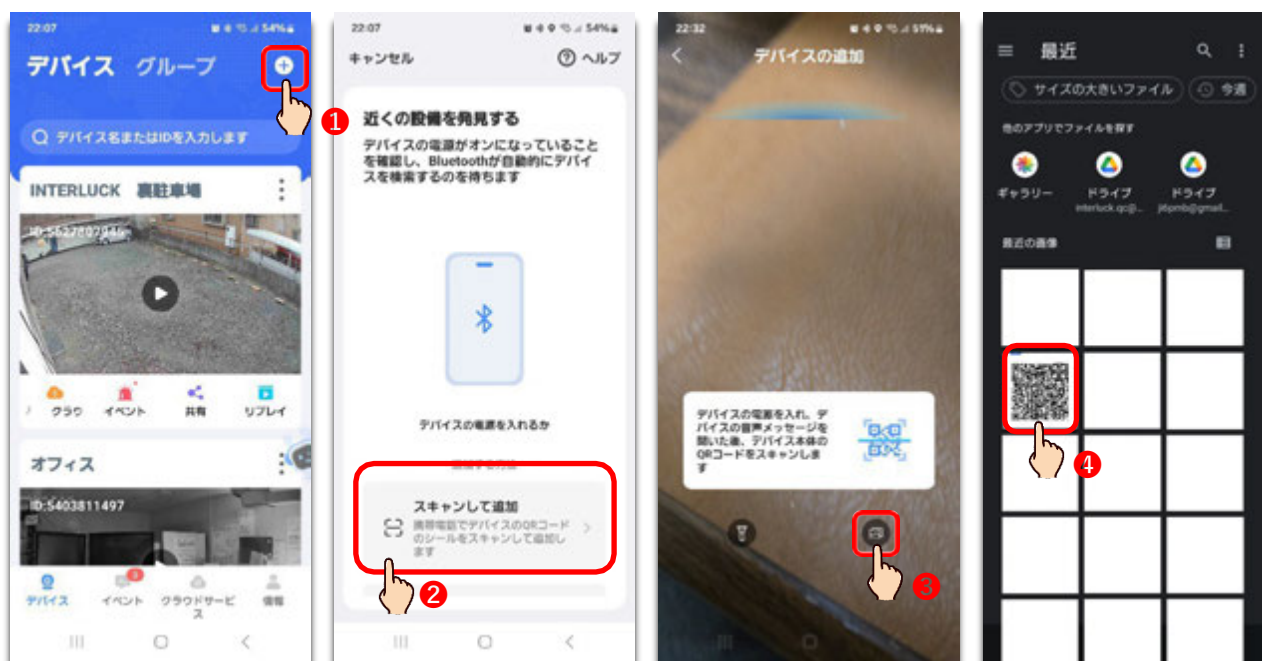 22:07
54%
デバイス グループ
デバイス名またはIDを入力します
INTERLUCK 裏駐車場
ID:5627807945
クラウ イベント 共有 リプレイ
オフィス
ID:5403811497
デバイス イベント クラウドサービス 情報
1
22:07
54%
キャンセル ヘルプ
近くの設備を発見する
デバイスの電源がオンになっていること
を確認し、Bluetoothが自動的にデバイ
スを検索するのを待ちます
デバイスの電源を入れるか
スキャンして追加
携帯電話でデバイスのQRコード
のシールをスキャンして追加し
ます
2
22:32
51%
デバイスの追加
デバイスの電源を入れ、デ
バイスの音声メッセージを
聞いた後、デバイス本体の
QRコードをスキャンしま
す
3
最近
サイズの大きいファイル 今週
他のアプリでファイルを探す
ギャラリー ドライブ ドライブ
interluck.qc@...
最近の画像
4